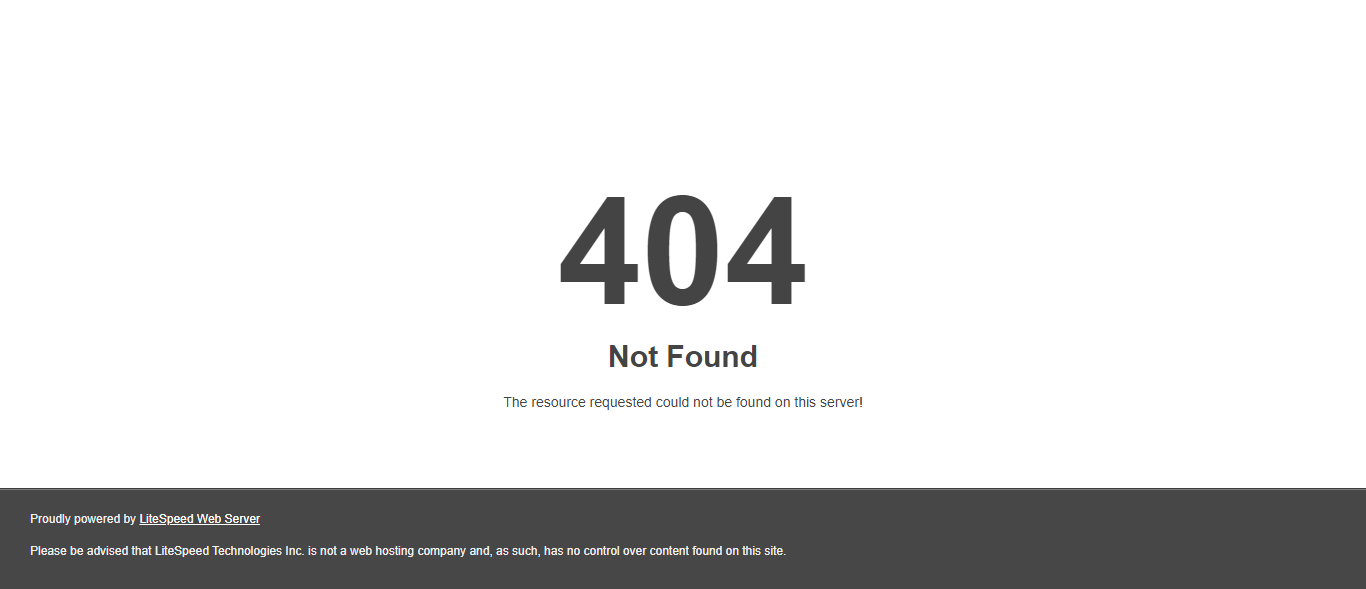 404
Not Found
The resource requested could not be found on this server!
Proudly powered by LiteSpeed Web Server
Please be advised that LiteSpeed Technologies Inc. is not a web hosting company and, as such, has no control over content found on this site.